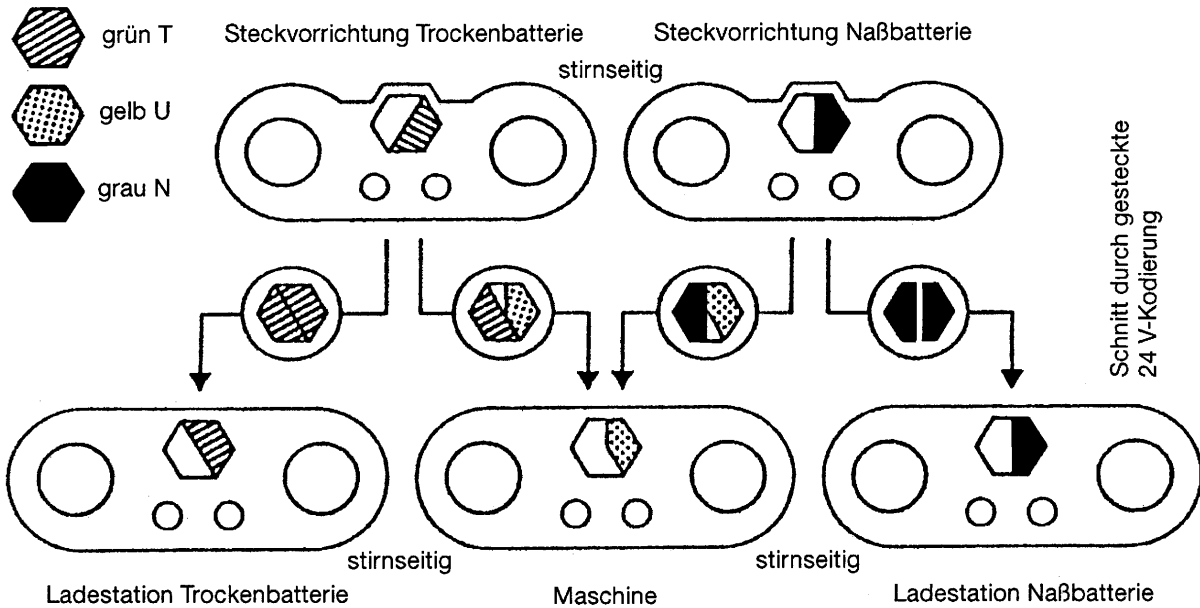 grün T
gelb U
grau N
Steckvorrichtung Trockenbatterie
Steckvorrichtung Naßbatterie
stirnseitig
Schnitt durch gesteckte
24 V-Kodierung
stirnseitig
stirnseitig
Ladestation Trockenbatterie
Maschine
Ladestation Naßbatterie